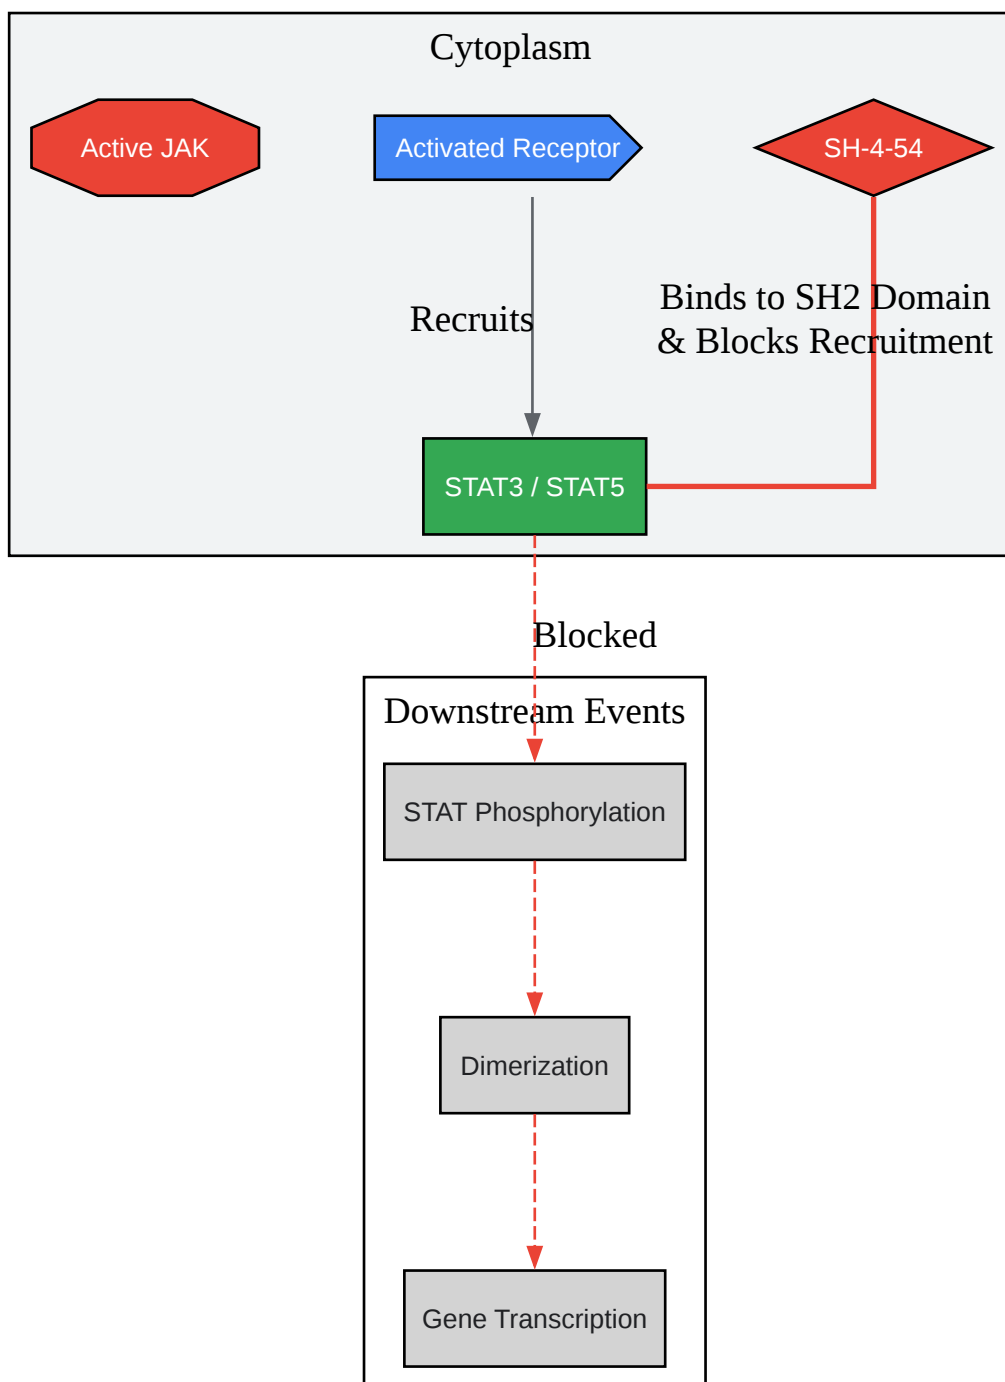 Cytoplasm
Active JAK
Activated Receptor
SH-4-54
Recruits
Binds to SH2 Domain
& Blocks Recruitment
STAT3 / STAT5
Blocked
Downstream Events
STAT Phosphorylation
Dimerization
Gene Transcription